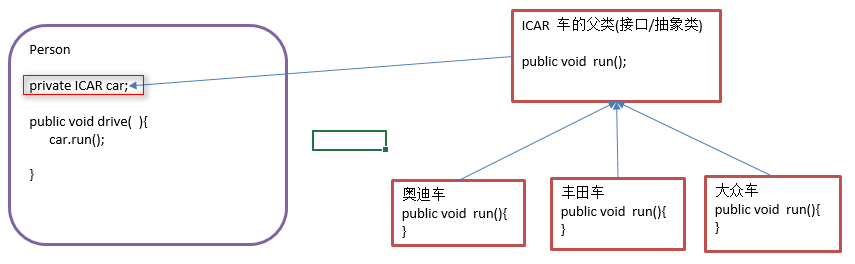 Person
private ICAR car;
public void drive( ){
car.run();
}
ICAR 车的父类(接口/抽象类)
public void run();
奥迪车
public void run(){
}
丰田车
public void run(){
}
大众车
public void run(){
}